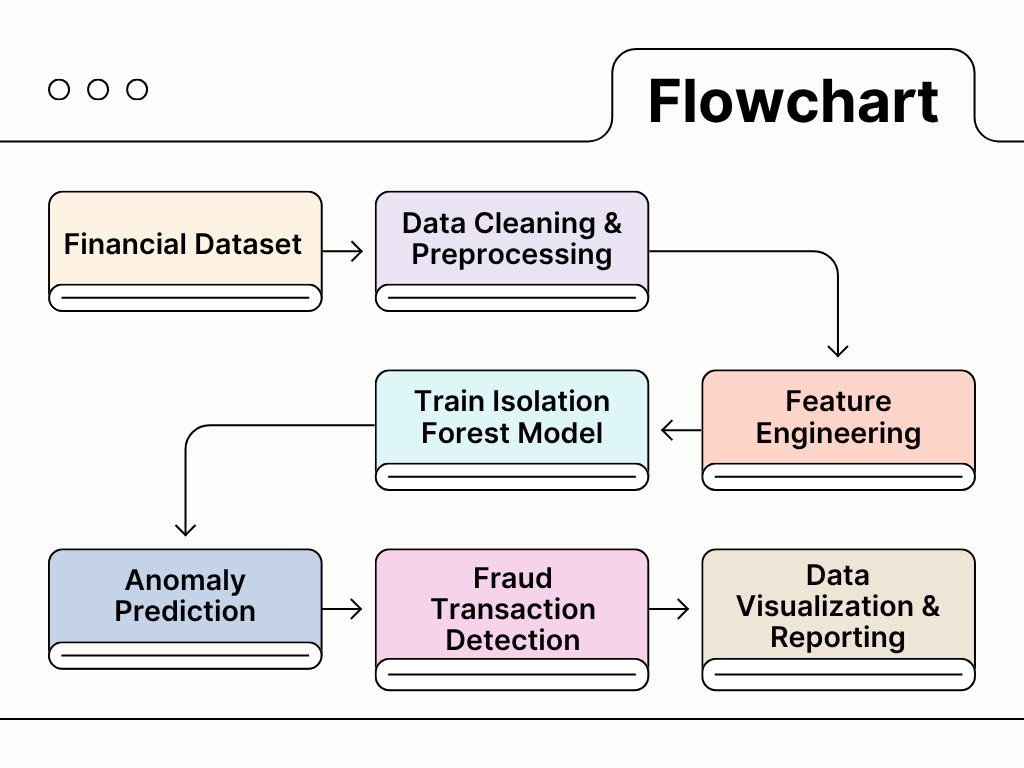 Flowchart
Financial Dataset
Data Cleaning &
Preprocessing
Feature
Engineering
Train Isolation
Forest Model
Anomaly
Prediction
Fraud
Transaction
Detection
Data
Visualization &
Reporting